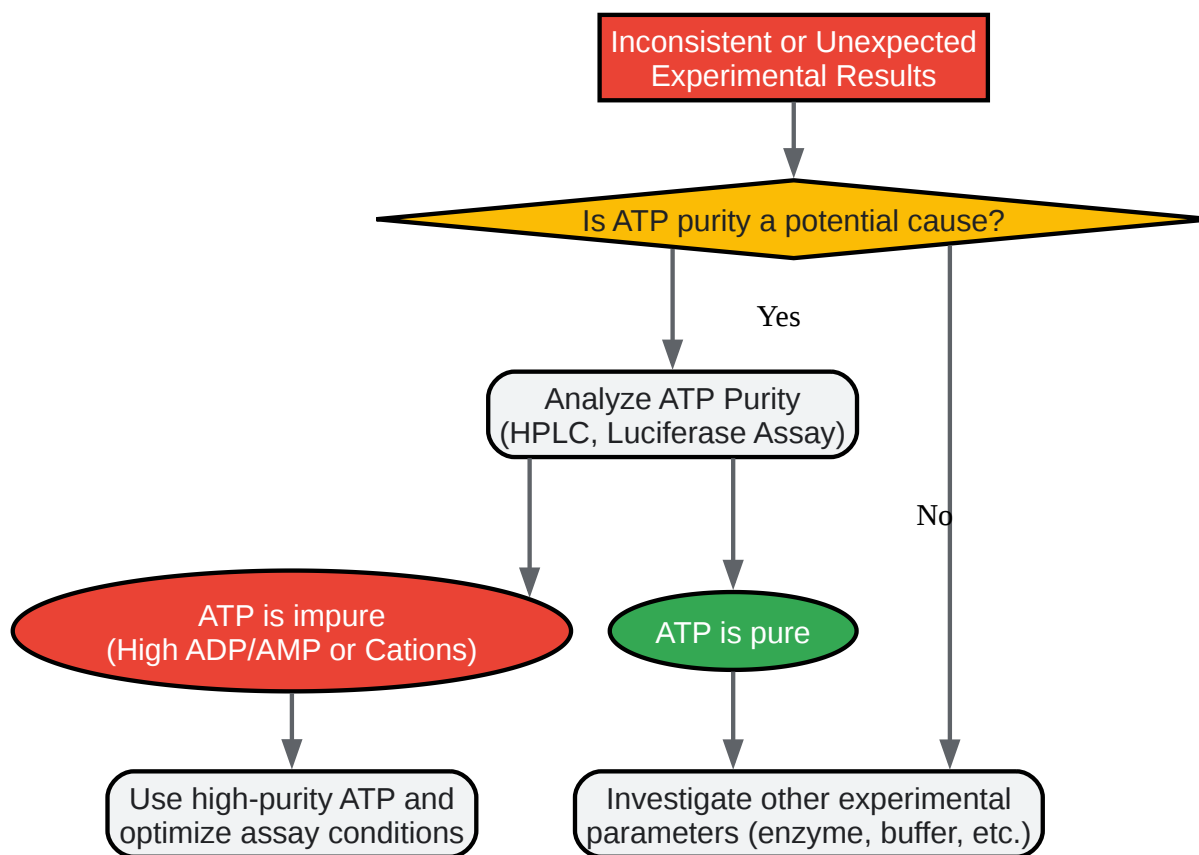 Inconsistent or Unexpected
Experimental Results
Is ATP purity a potential cause?
Yes
Analyze ATP Purity
(HPLC, Luciferase Assay)
No
ATP is impure
(High ADP/AMP or Cations)
ATP is pure
Use high-purity ATP and
optimize assay conditions
Investigate other experimental
parameters (enzyme, buffer, etc.)